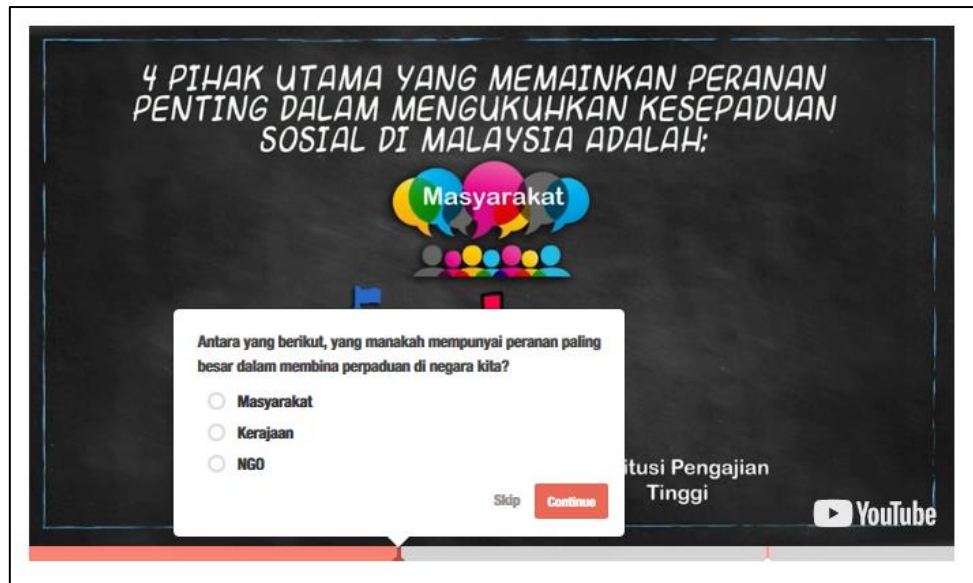 4 PIHAK UTAMA YANG MEMAINKAN PERANAN
PENTING DALAM MENGUKUHKAN KESEPADUAN
SOSIAL DI MALAYSIA ADALAH:
Masyarakat
Antara yang berikut, yang manakah mempunyai peranan paling
besar dalam membina perpaduan di negara kita?
Masyarakat
Kerajaan
NGO
Skip Continue
itusi Pengajian
Tinggi
YouTube